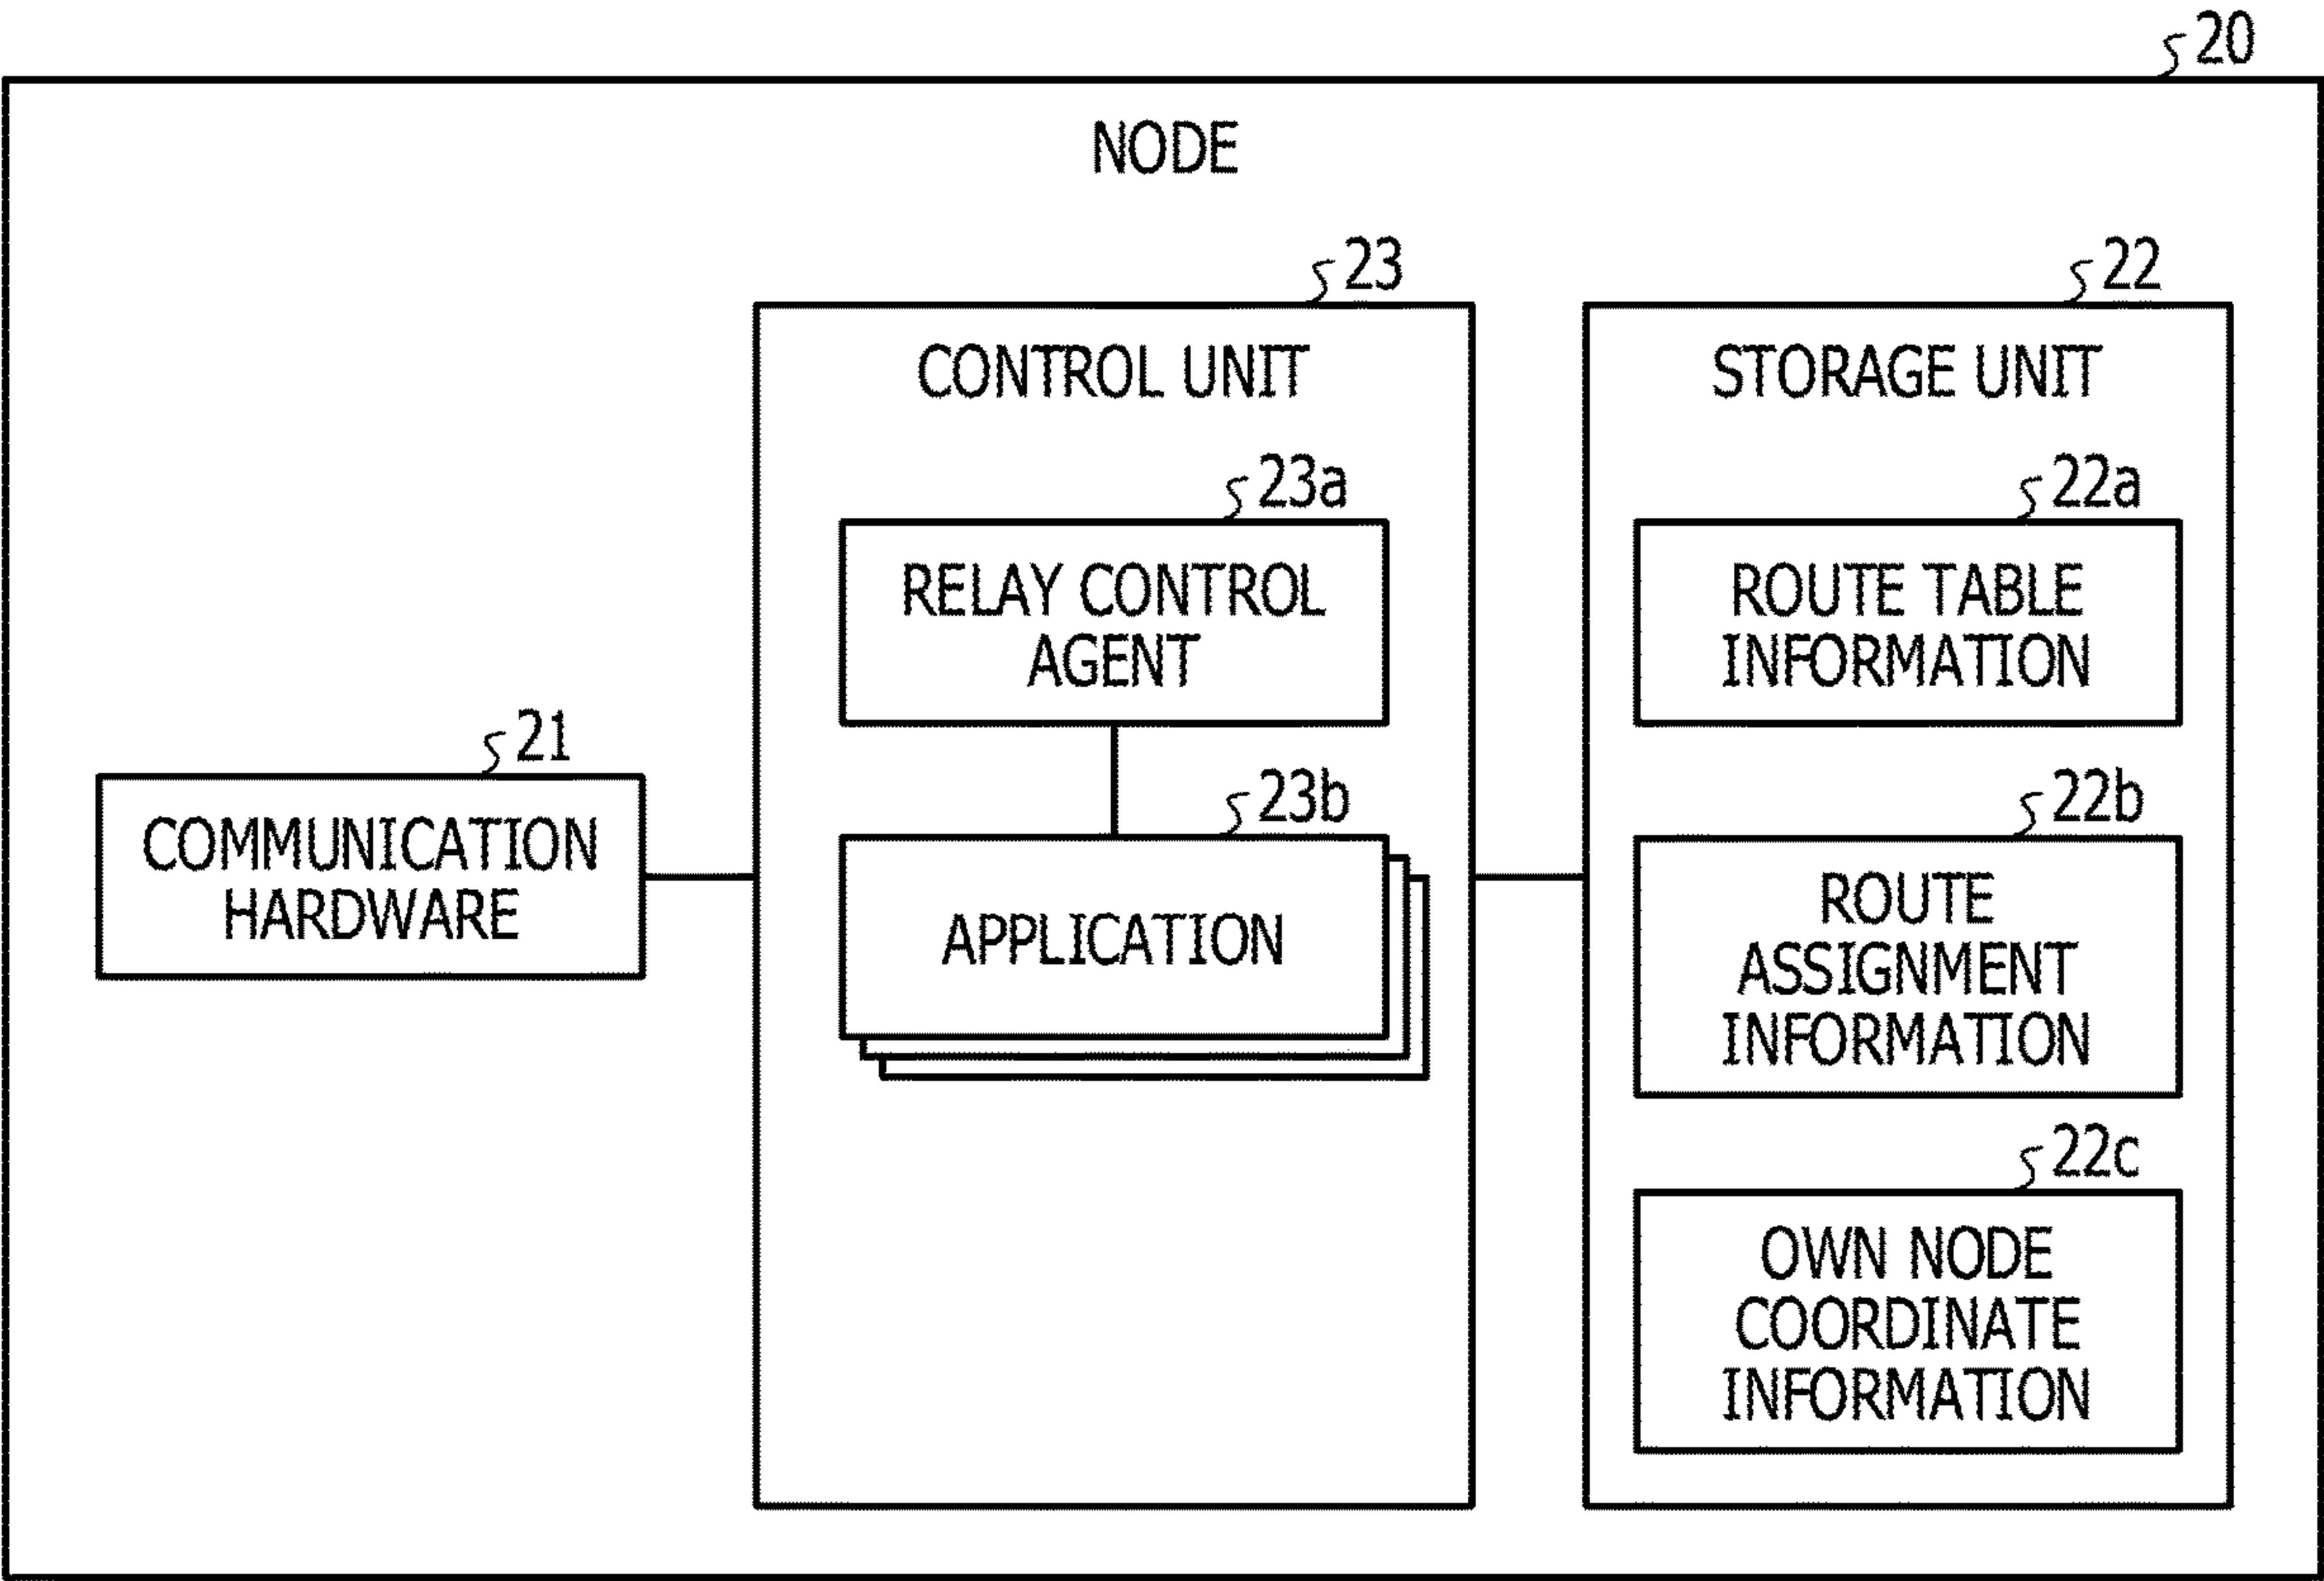 20
NODE
23
CONTROL UNIT
23a
RELAY CONTROL
AGENT
23b
APPLICATION
21
COMMUNICATION
HARDWARE
22
STORAGE UNIT
22a
ROUTE TABLE
INFORMATION
22b
ROUTE
ASSIGNMENT
INFORMATION
22c
OWN NODE
COORDINATE
INFORMATION